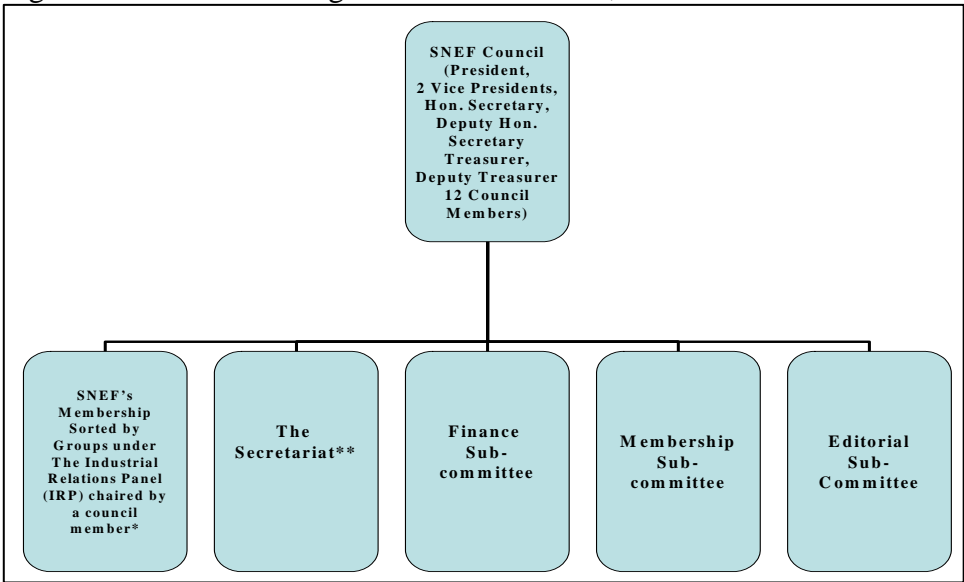 SNEF Council
(President,
2 Vice Presidents,
Hon. Secretary,
Deputy Hon.
Secretary
Treasurer,
Deputy Treasurer
12 Council
Members)
SNEF's
Membership
Sorted by
Groups under
The Industrial
Relations Panel
(IRP) chaired by
a council
member*
The
Secretariat**
Finance
Sub-
committee
Membership
Sub-
committee
Editorial
Sub-
Committee